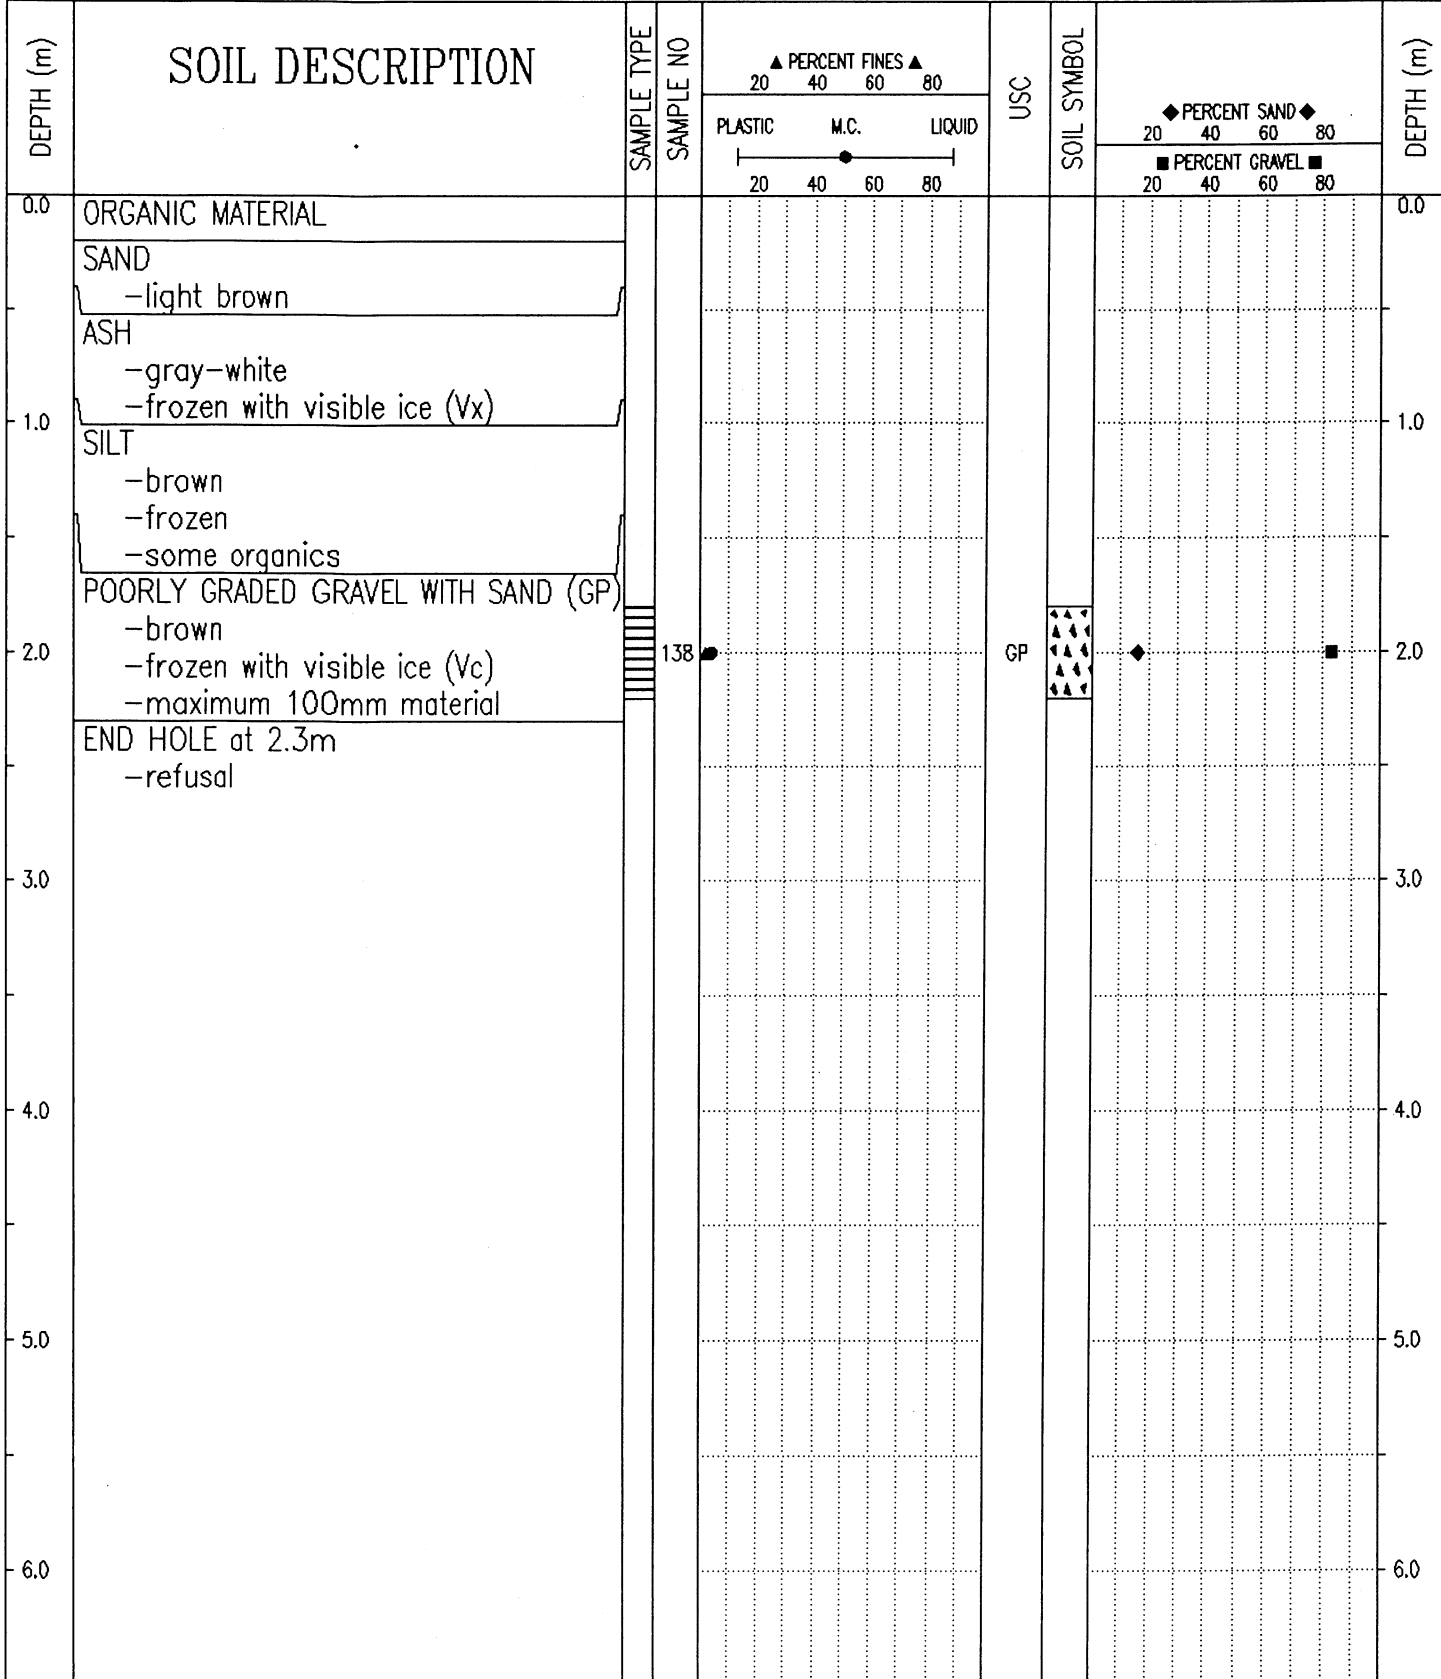 DEPTH (m)
SOIL DESCRIPTION
SAMPLE TYPE
SAMPLE NO
▲ PERCENT FINES ▲
20 40 60 80
PLASTIC M.C. LIQUID
20 40 60 80
USC
SOIL SYMBOL
◆ PERCENT SAND ◆
20 40 60 80
■ PERCENT GRAVEL ■
20 40 60 80
DEPTH (m)
0.0 ORGANIC MATERIAL 0.0
SAND
-light brown
ASH
-gray-white
-frozen with visible ice (Vx)
1.0 1.0
SILT
-brown
-frozen
-some organics
POORLY GRADED GRAVEL WITH SAND (GP)
-brown
2.0 138 GP 2.0
-frozen with visible ice (Vc)
-maximum 100mm material
END HOLE at 2.3m
-refusal
3.0 3.0
4.0 4.0
5.0 5.0
6.0 6.0